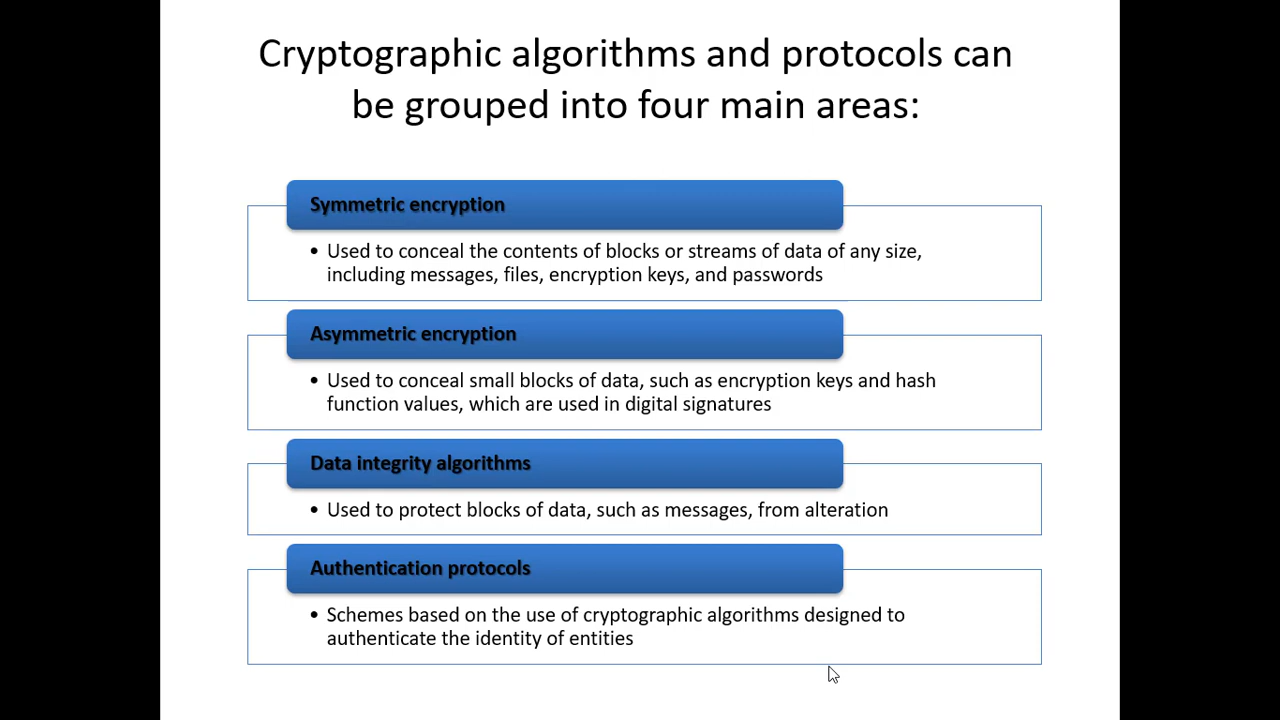 Cryptographic algorithms and protocols can
be grouped into four main areas:
Symmetric encryption
• Used to conceal the contents of blocks or streams of data of any size,
including messages, files, encryption keys, and passwords
Asymmetric encryption
• Used to conceal small blocks of data, such as encryption keys and hash
function values, which are used in digital signatures
Data integrity algorithms
• Used to protect blocks of data, such as messages, from alteration
Authentication protocols
• Schemes based on the use of cryptographic algorithms designed to
authenticate the identity of entities